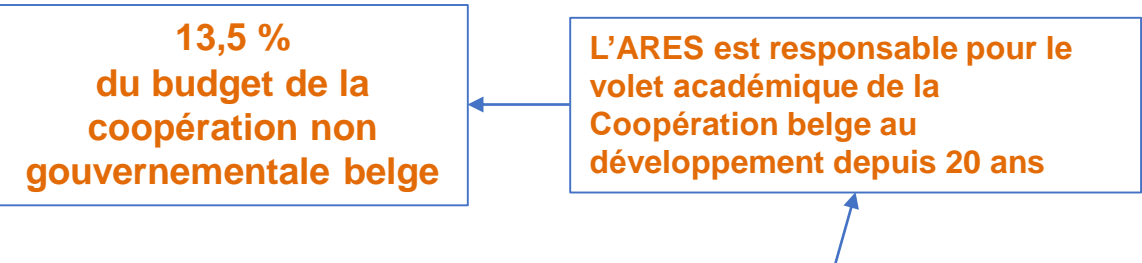 13,5 %
du budget de la
coopération non
gouvernementale belge
L'ARES est responsable pour le
volet académique de la
Coopération belge au
développement depuis 20 ans